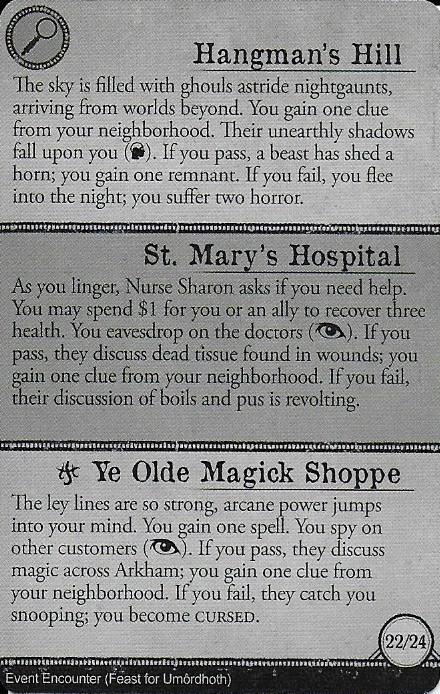 Hangman's Hill
The sky is filled with ghouls astride nightgaunts,
arriving from worlds beyond. You gain one clue
from your neighborhood. Their unearthly shadows
fall upon you (). If you pass, a beast has shed a
horn; you gain one remnant. If you fail, you flee
into the night; you suffer two horror.
St. Mary's Hospital
As you linger, Nurse Sharon asks if you need help.
You may spend $1 for you or an ally to recover three
health. You eavesdrop on the doctors (). If you
pass, they discuss dead tissue found in wounds; you
gain one clue from your neighborhood. If you fail,
their discussion of boils and pus is revolting.
Ye Olde Magick Shoppe
The ley lines are so strong, arcane power jumps
into your mind. You gain one spell. You spy on
other customers (). If you pass, they discuss
magic across Arkham; you gain one clue from
your neighborhood. If you fail, they catch you
snooping; you become CURSED.
22/24
Event Encounter (Feast for Umôrdhoth)